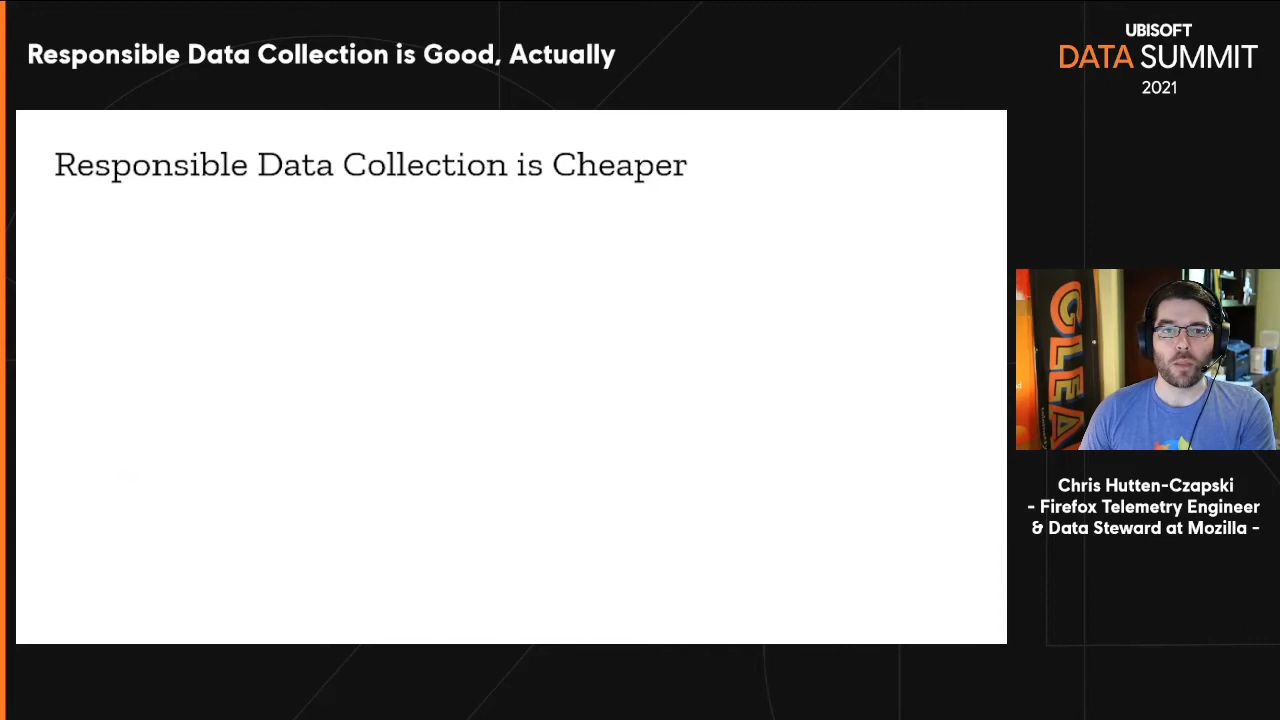 Responsible Data Collection is Good, Actually
UBISOFT
DATA SUMMIT
2021
Responsible Data Collection is Cheaper
GLEA
Chris Hutten-Czapski
- Firefox Telemetry Engineer
& Data Steward at Mozilla -